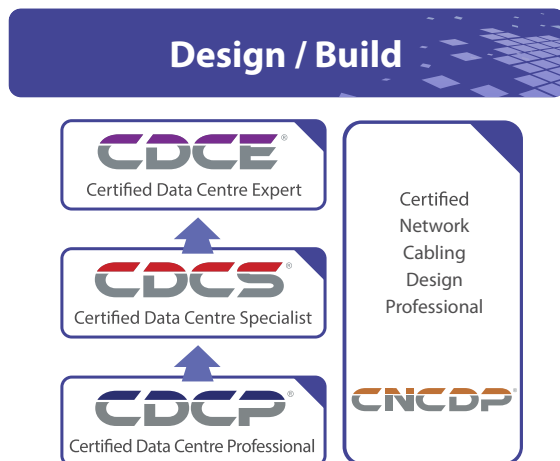 Design / Build
CDCE®
Certified Data Centre Expert
CDCS®
Certified Data Centre Specialist
CDCP®
Certified Data Centre Professional
Certified
Network
Cabling
Design
Professional
CNCDP®